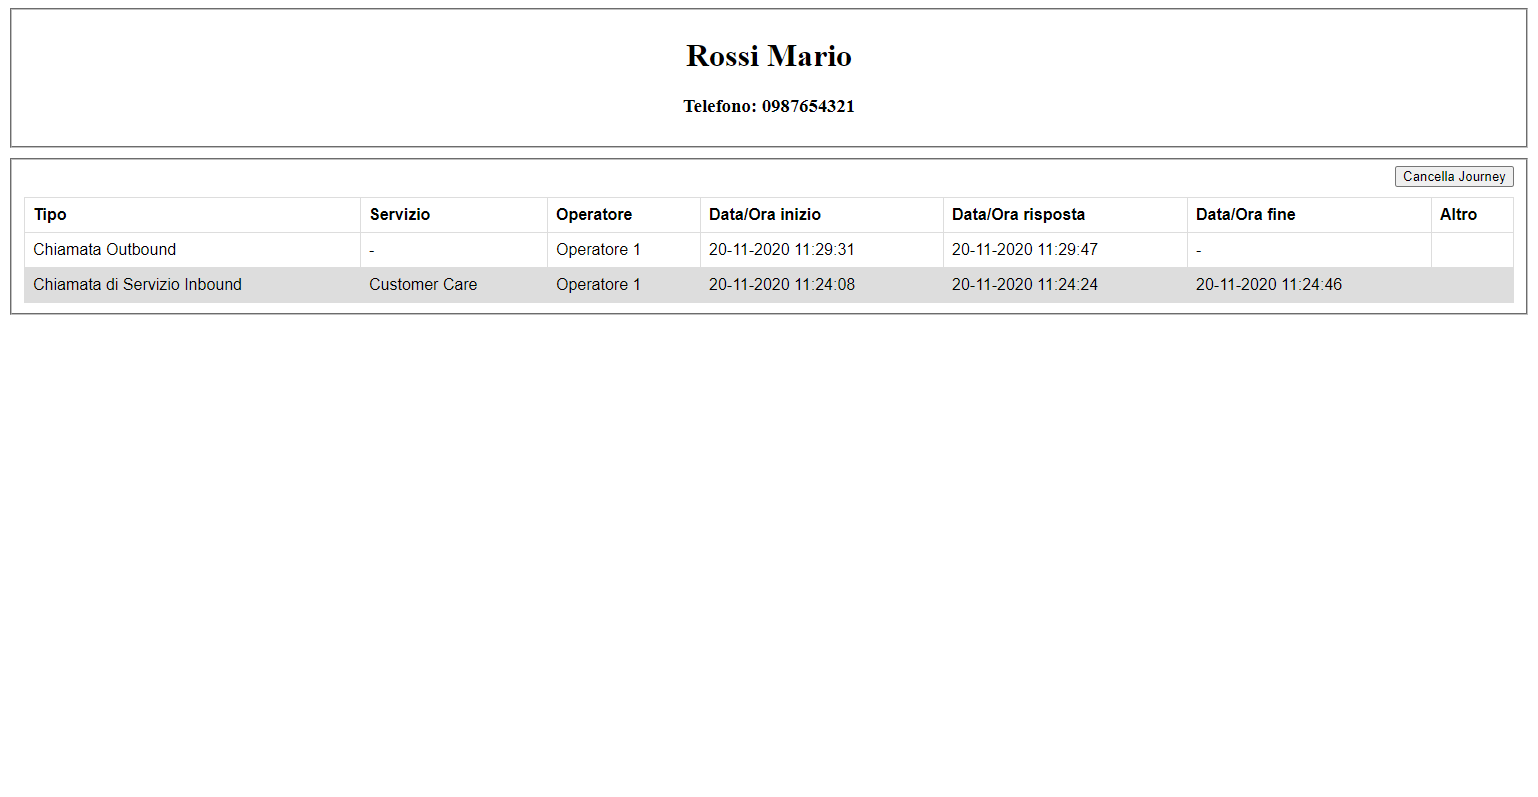 Rossi Mario
Telefono: 0987654321
Cancella Journey
Tipo Servizio Operatore Data/Ora inizio Data/Ora risposta Data/Ora fine Altro
Chiamata Outbound - Operatore 1 20-11-2020 11:29:31 20-11-2020 11:29:47 -
Chiamata di Servizio Inbound Customer Care Operatore 1 20-11-2020 11:24:08 20-11-2020 11:24:24 20-11-2020 11:24:46